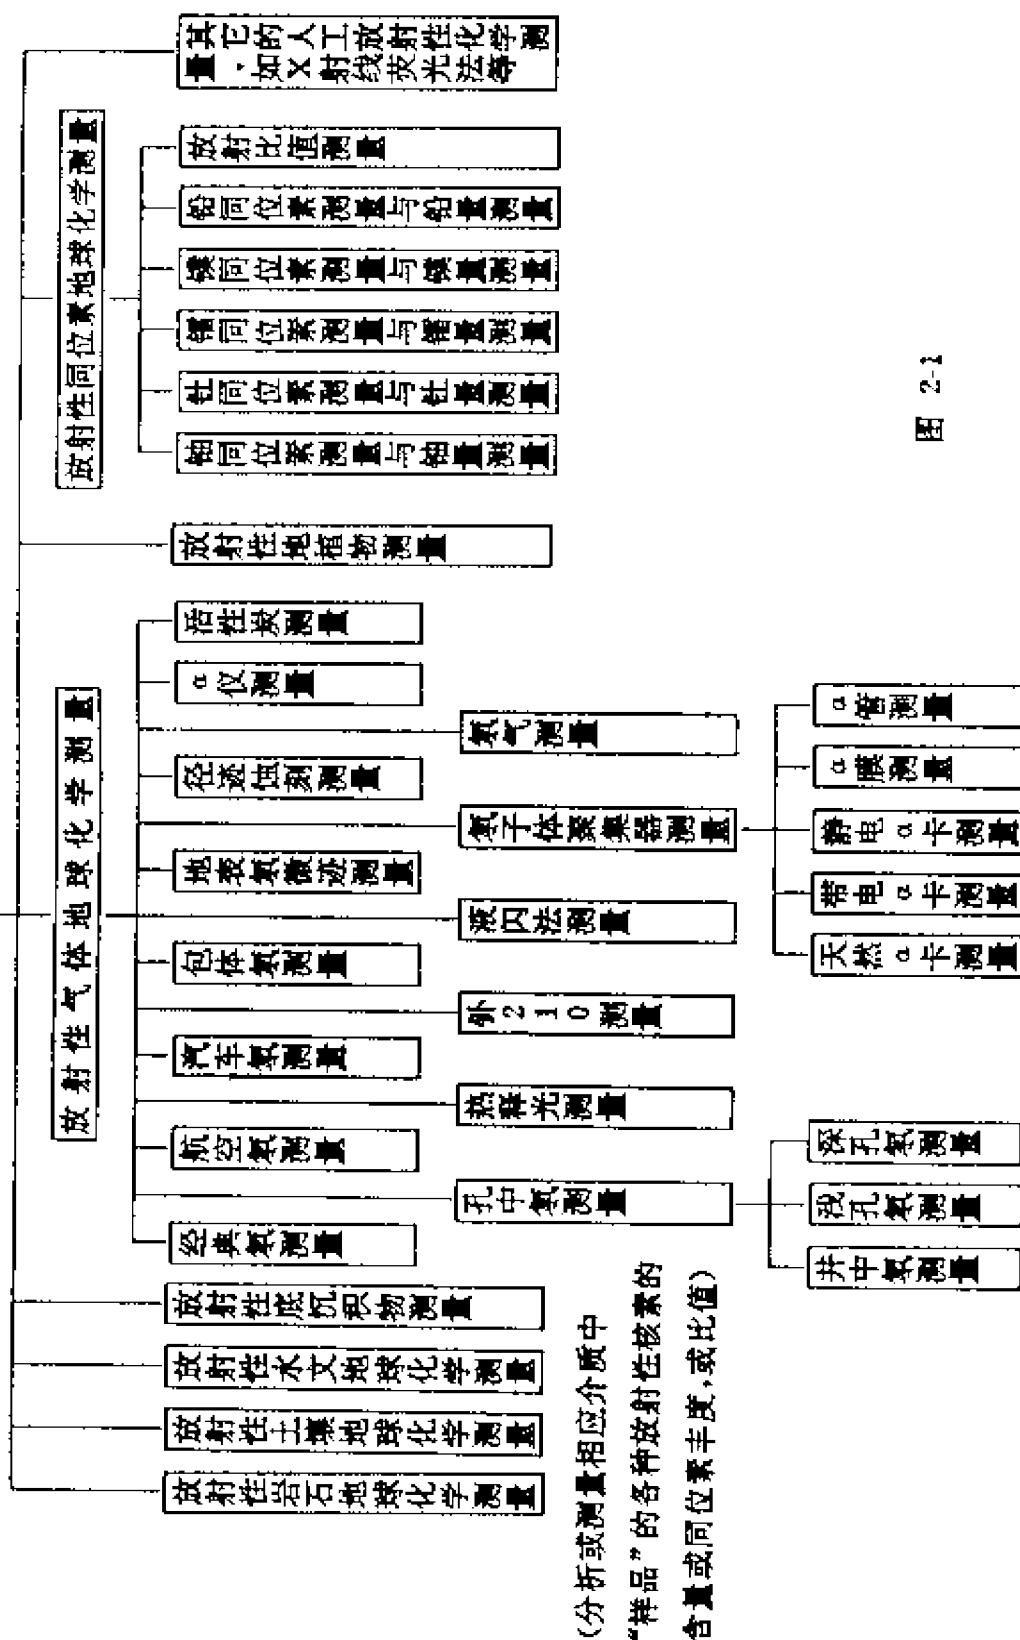 放射性岩石地球化学测量
放射性土壤地球化学测量
放射性水文地球化学测量
放射性底沉积物测量
放射性气体地球化学测量
经典氡测量
航空氡测量
汽车氡测量
包体氡测量
地裂氡微迹测量
径迹蚀刻测量
α仪测量
活性炭测量
孔中氡测量
热释光测量
钋210测量
液闪法测量
氡子体聚集器测量
氡气测量
井中氡测量
浅孔氡测量
深孔氡测量
天然α卡测量
带电α卡测量
静电α卡测量
α膜测量
α管测量
放射性地植物测量
放射性同位素地球化学测量
铀同位素测量与铀量测量
钍同位素测量与钍量测量
镭同位素测量与镭量测量
镤同位素测量与镤量测量
铅同位素测量与铅量测量
放射比值测量
其它的人工放射性化学测
量,如X射线荧光法等
(分析或测量相应介质中
“样品”的各种放射性核素的
含量或同位素丰度,或比值)
图 2-1